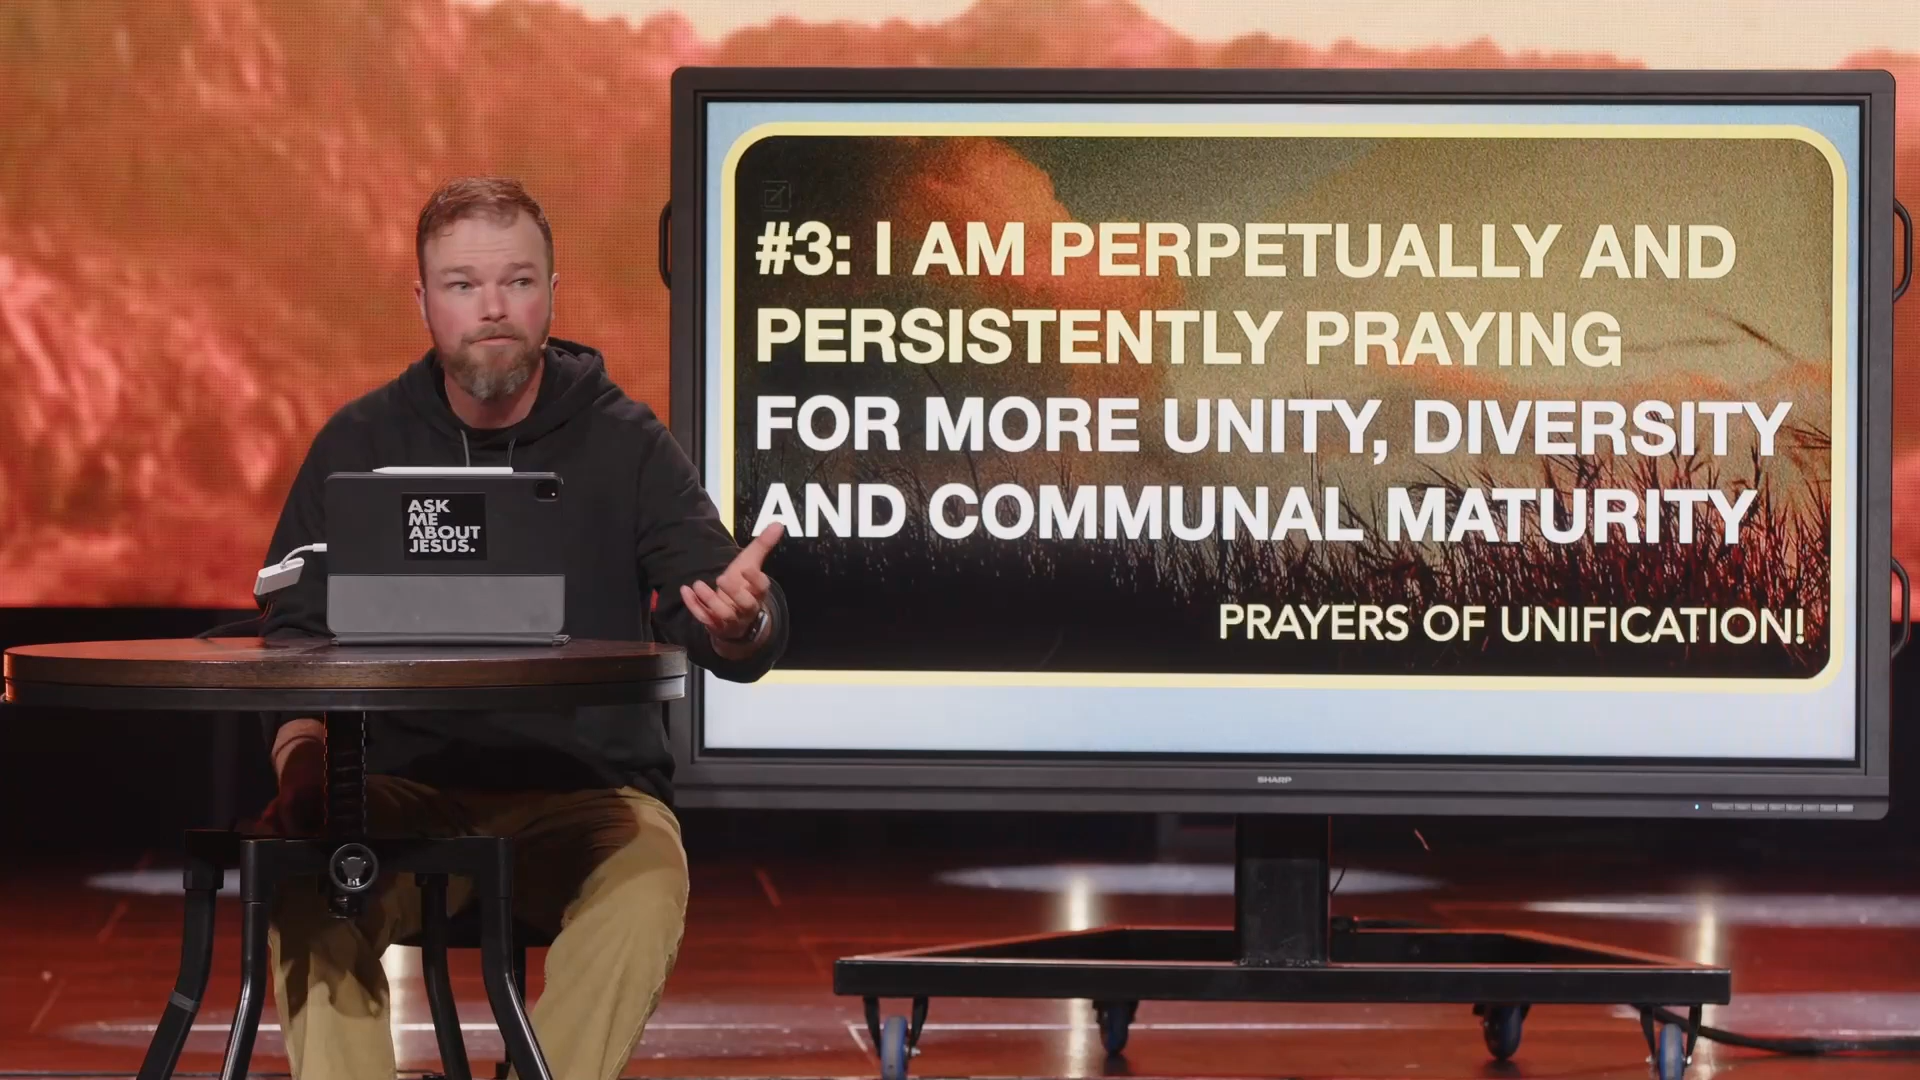 #3: I AM PERPETUALLY AND
PERSISTENTLY PRAYING
FOR MORE UNITY, DIVERSITY
AND COMMUNAL MATURITY
PRAYERS OF UNIFICATION!
ASK
ME
ABOUT
JESUS.
SHARP